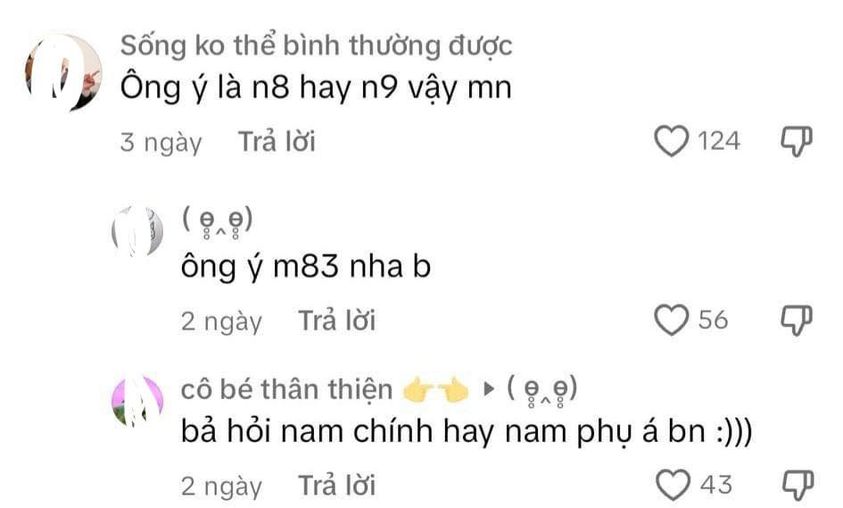 Sống ko thể bình thường được
Ông ý là n8 hay n9 vậy mn
3 ngày Trả lời 124
( ө̥̥ ‸ ө̥̥)
ông ý m83 nha b
2 ngày Trả lời 56
cô bé thân thiện 👉👈 ▸ ( ө̥̥ ‸ ө̥̥)
bả hỏi nam chính hay nam phụ á bn :)))
2 ngày Trả lời 43